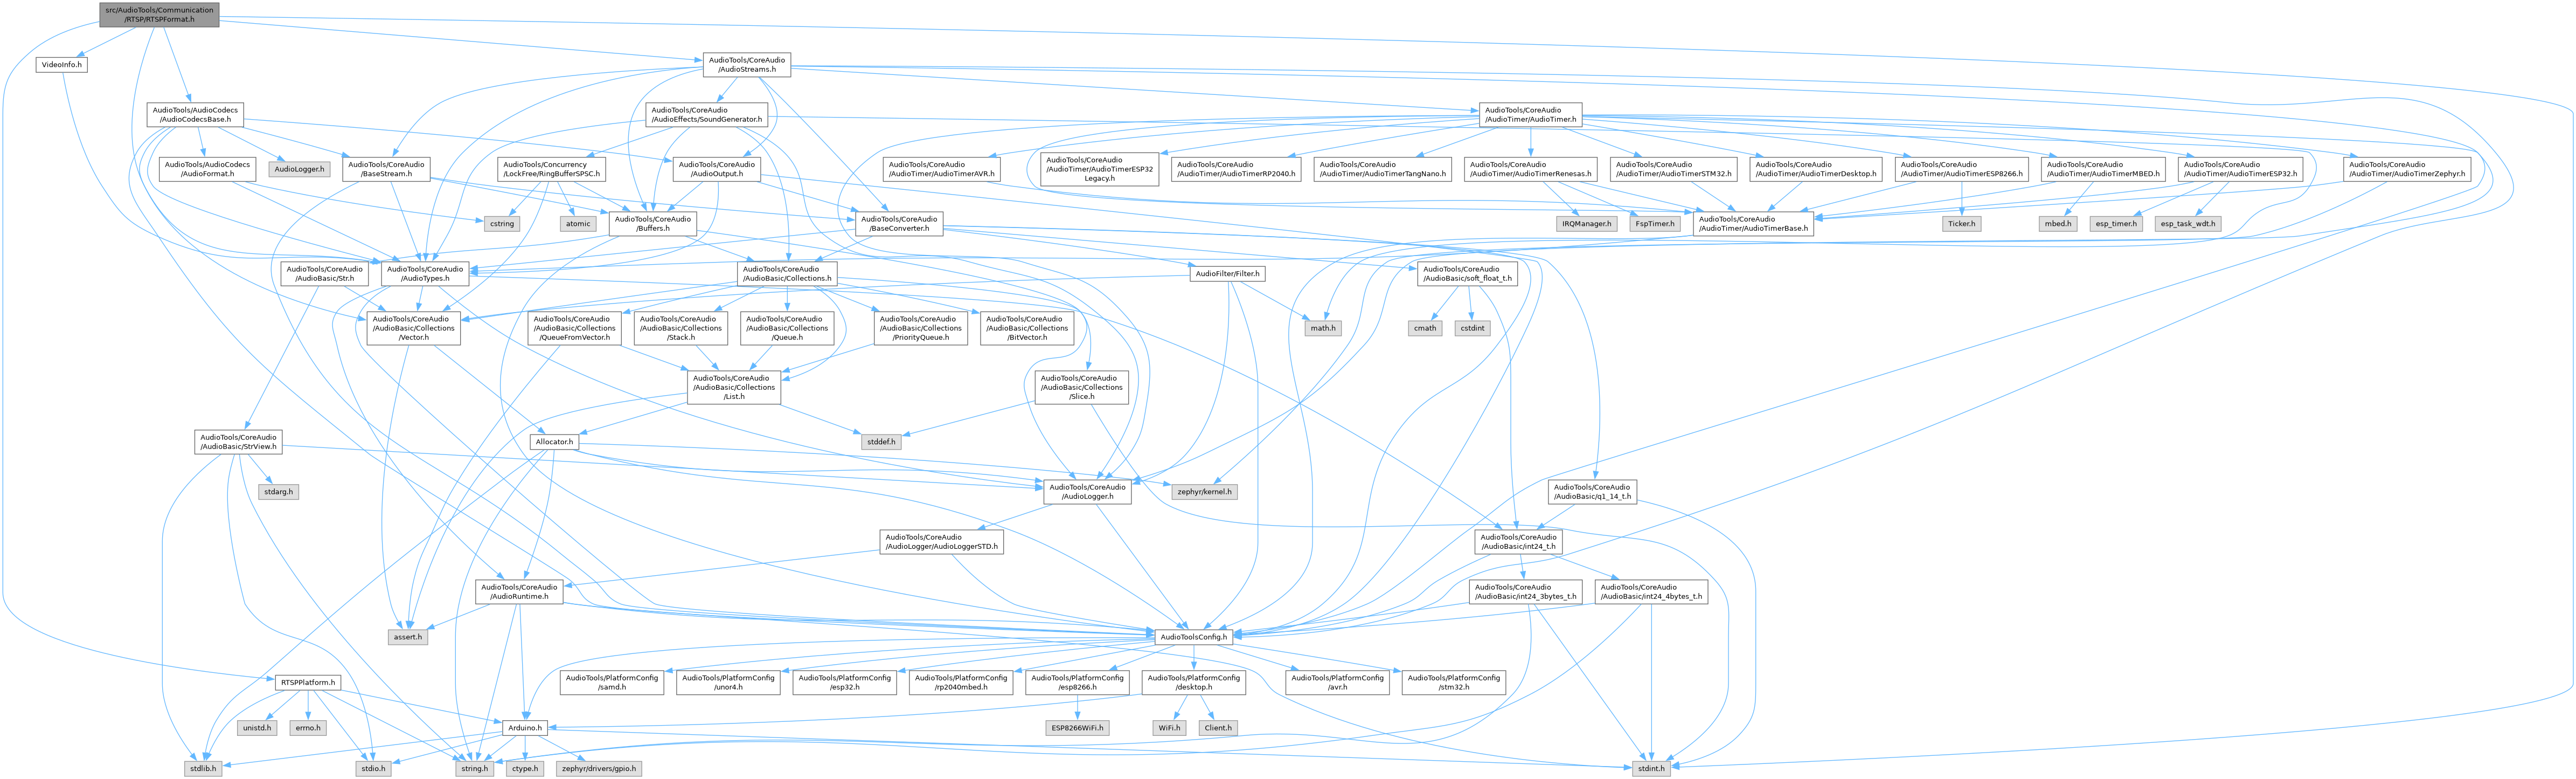 src/AudioTools/Communication
/RTSP/RTSPFormat.h
VideoInfo.h
AudioTools/CoreAudio
/AudioStreams.h
AudioTools/AudioCodecs
/AudioCodecsBase.h
AudioTools/CoreAudio
/AudioEffects/SoundGenerator.h
AudioTools/CoreAudio
/AudioTimer/AudioTimer.h
AudioTools/AudioCodecs
/AudioFormat.h
AudioLogger.h
AudioTools/CoreAudio
/BaseStream.h
AudioTools/Concurrency
/LockFree/RingBufferSPSC.h
AudioTools/CoreAudio
/AudioOutput.h
AudioTools/CoreAudio
/AudioTimer/AudioTimerAVR.h
AudioTools/CoreAudio
/AudioTimer/AudioTimerESP32
Legacy.h
AudioTools/CoreAudio
/AudioTimer/AudioTimerRP2040.h
AudioTools/CoreAudio
/AudioTimer/AudioTimerTangNano.h
AudioTools/CoreAudio
/AudioTimer/AudioTimerRenesas.h
AudioTools/CoreAudio
/AudioTimer/AudioTimerSTM32.h
AudioTools/CoreAudio
/AudioTimer/AudioTimerDesktop.h
AudioTools/CoreAudio
/AudioTimer/AudioTimerESP8266.h
AudioTools/CoreAudio
/AudioTimer/AudioTimerMBED.h
AudioTools/CoreAudio
/AudioTimer/AudioTimerESP32.h
AudioTools/CoreAudio
/AudioTimer/AudioTimerZephyr.h
cstring
atomic
AudioTools/CoreAudio
/Buffers.h
AudioTools/CoreAudio
/BaseConverter.h
IRQManager.h
FspTimer.h
AudioTools/CoreAudio
/AudioTimer/AudioTimerBase.h
Ticker.h
mbed.h
esp_timer.h
esp_task_wdt.h
AudioTools/CoreAudio
/AudioBasic/Str.h
AudioTools/CoreAudio
/AudioTypes.h
AudioTools/CoreAudio
/AudioBasic/Collections.h
AudioFilter/Filter.h
AudioTools/CoreAudio
/AudioBasic/soft_float_t.h
AudioTools/CoreAudio
/AudioBasic/Collections
/Vector.h
AudioTools/CoreAudio
/AudioBasic/Collections
/QueueFromVector.h
AudioTools/CoreAudio
/AudioBasic/Collections
/Stack.h
AudioTools/CoreAudio
/AudioBasic/Collections
/Queue.h
AudioTools/CoreAudio
/AudioBasic/Collections
/PriorityQueue.h
AudioTools/CoreAudio
/AudioBasic/Collections
/BitVector.h
math.h
cmath
cstdint
AudioTools/CoreAudio
/AudioBasic/Collections
/List.h
AudioTools/CoreAudio
/AudioBasic/Collections
/Slice.h
AudioTools/CoreAudio
/AudioBasic/StrView.h
Allocator.h
stddef.h
stdarg.h
AudioTools/CoreAudio
/AudioLogger.h
zephyr/kernel.h
AudioTools/CoreAudio
/AudioBasic/q1_14_t.h
AudioTools/CoreAudio
/AudioLogger/AudioLoggerSTD.h
AudioTools/CoreAudio
/AudioBasic/int24_t.h
AudioTools/CoreAudio
/AudioRuntime.h
AudioTools/CoreAudio
/AudioBasic/int24_3bytes_t.h
AudioTools/CoreAudio
/AudioBasic/int24_4bytes_t.h
assert.h
AudioToolsConfig.h
RTSPPlatform.h
AudioTools/PlatformConfig
/samd.h
AudioTools/PlatformConfig
/unor4.h
AudioTools/PlatformConfig
/esp32.h
AudioTools/PlatformConfig
/rp2040mbed.h
AudioTools/PlatformConfig
/esp8266.h
AudioTools/PlatformConfig
/desktop.h
AudioTools/PlatformConfig
/avr.h
AudioTools/PlatformConfig
/stm32.h
unistd.h
errno.h
Arduino.h
ESP8266WiFi.h
WiFi.h
Client.h
stdlib.h
stdio.h
string.h
ctype.h
zephyr/drivers/gpio.h
stdint.h